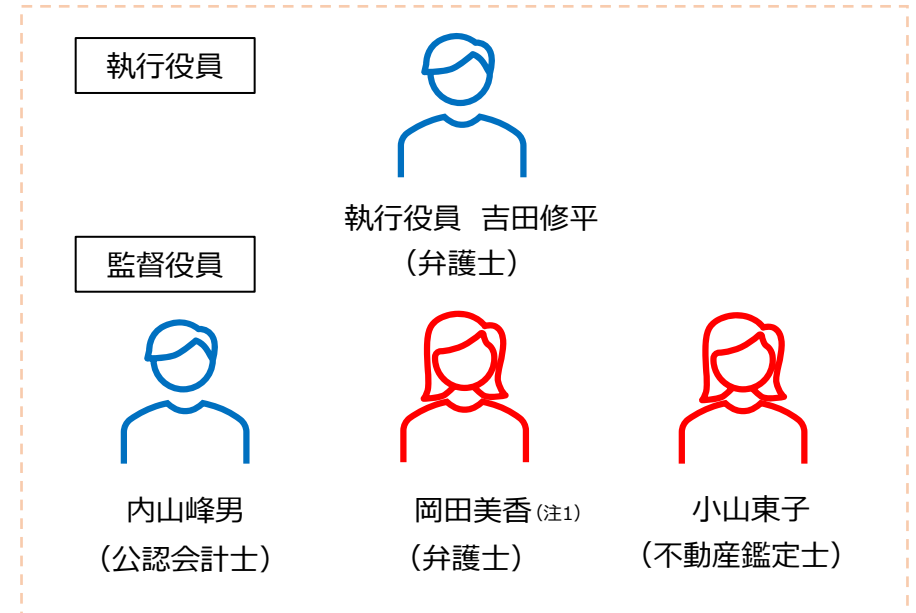 執行役員
執行役員 吉田修平
（弁護士）
監督役員
内山峰男
（公認会計士）
岡田美香(注1)
（弁護士）
小山東子
（不動産鑑定士）